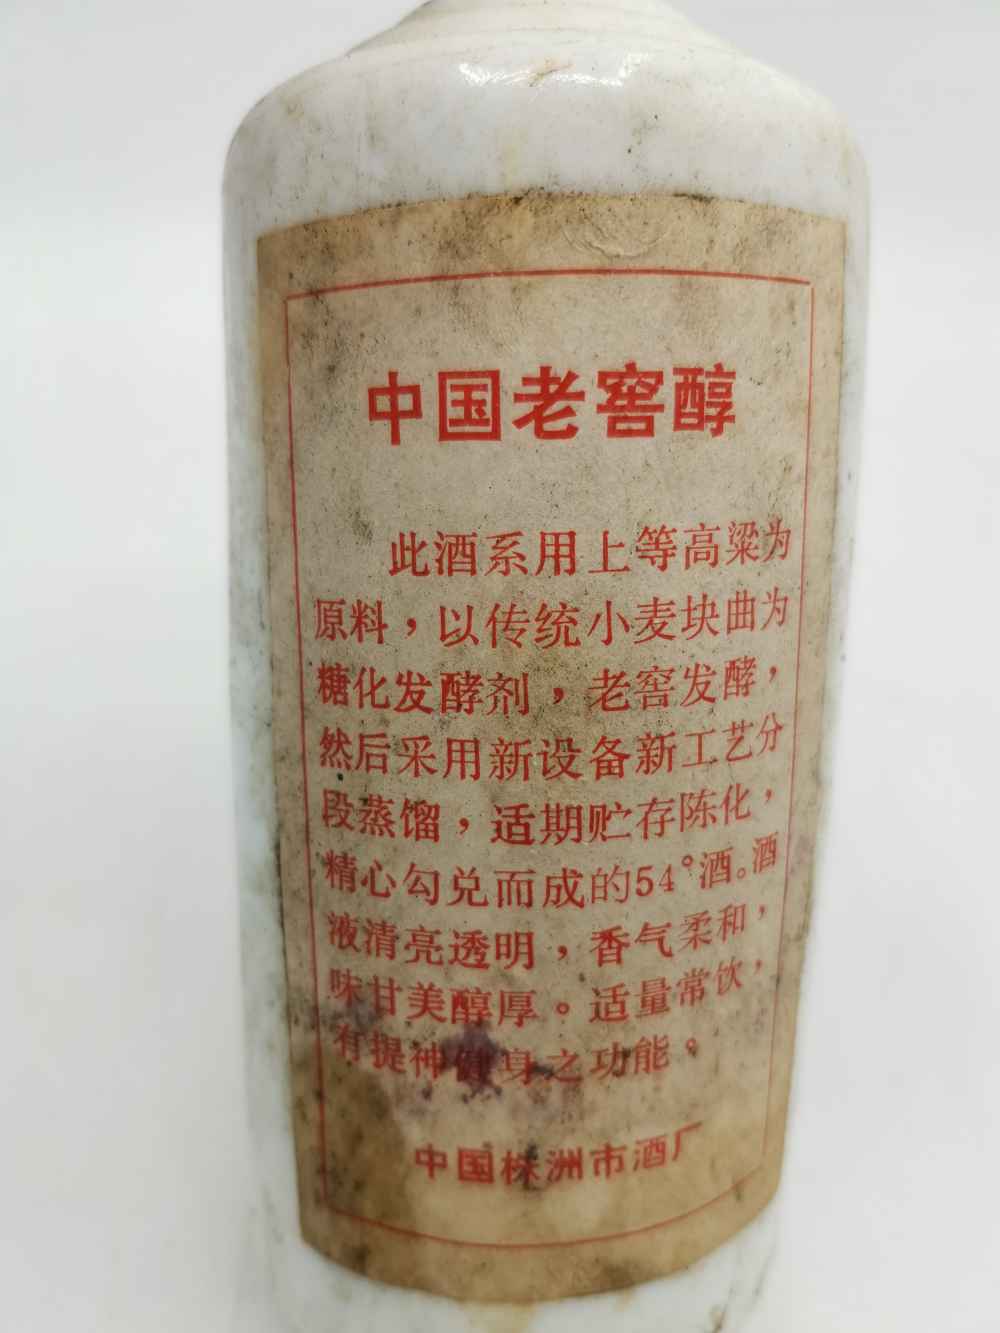 中国老窖醇
此酒系用上等高粱为
原料，以传统小麦块曲为
糖化发酵剂，老窖发酵，
然后采用新设备新工艺分
段蒸馏，适期贮存陈化，
精心勾兑而成的54°酒。酒
液清亮透明，香气柔和，
味甘美醇厚。适量常饮，
有提神健身之功能。
中国株洲市酒厂